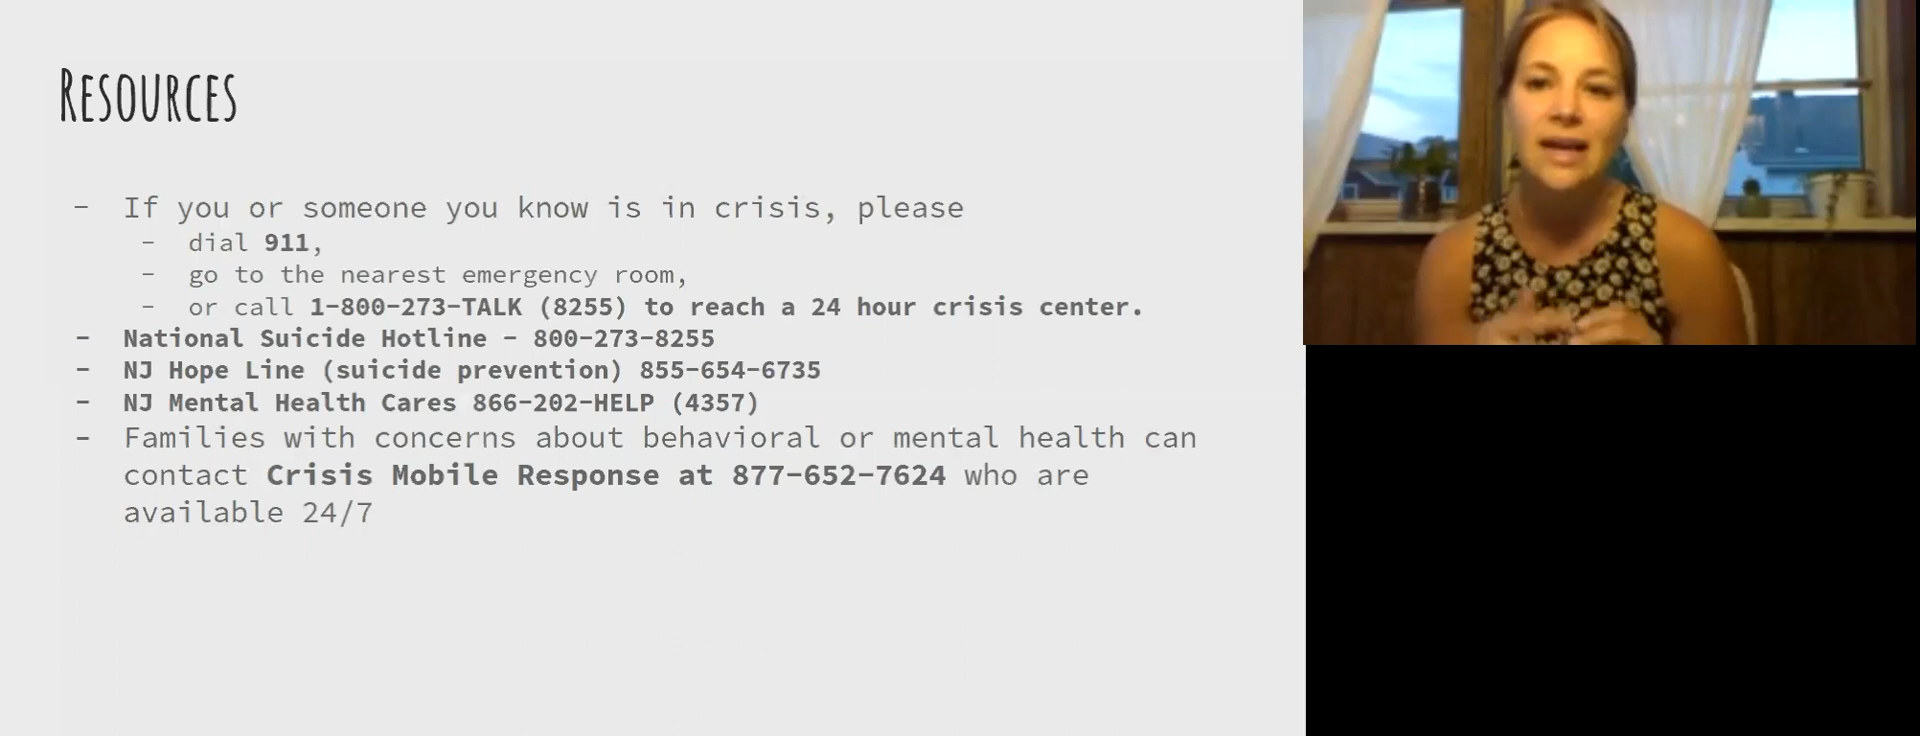 Resources
- If you or someone you know is in crisis, please
- dial 911,
- go to the nearest emergency room,
- or call 1-800-273-TALK (8255) to reach a 24 hour crisis center.
- National Suicide Hotline - 800-273-8255
- NJ Hope Line (suicide prevention) 855-654-6735
- NJ Mental Health Cares 866-202-HELP (4357)
- Families with concerns about behavioral or mental health can
contact Crisis Mobile Response at 877-652-7624 who are
available 24/7